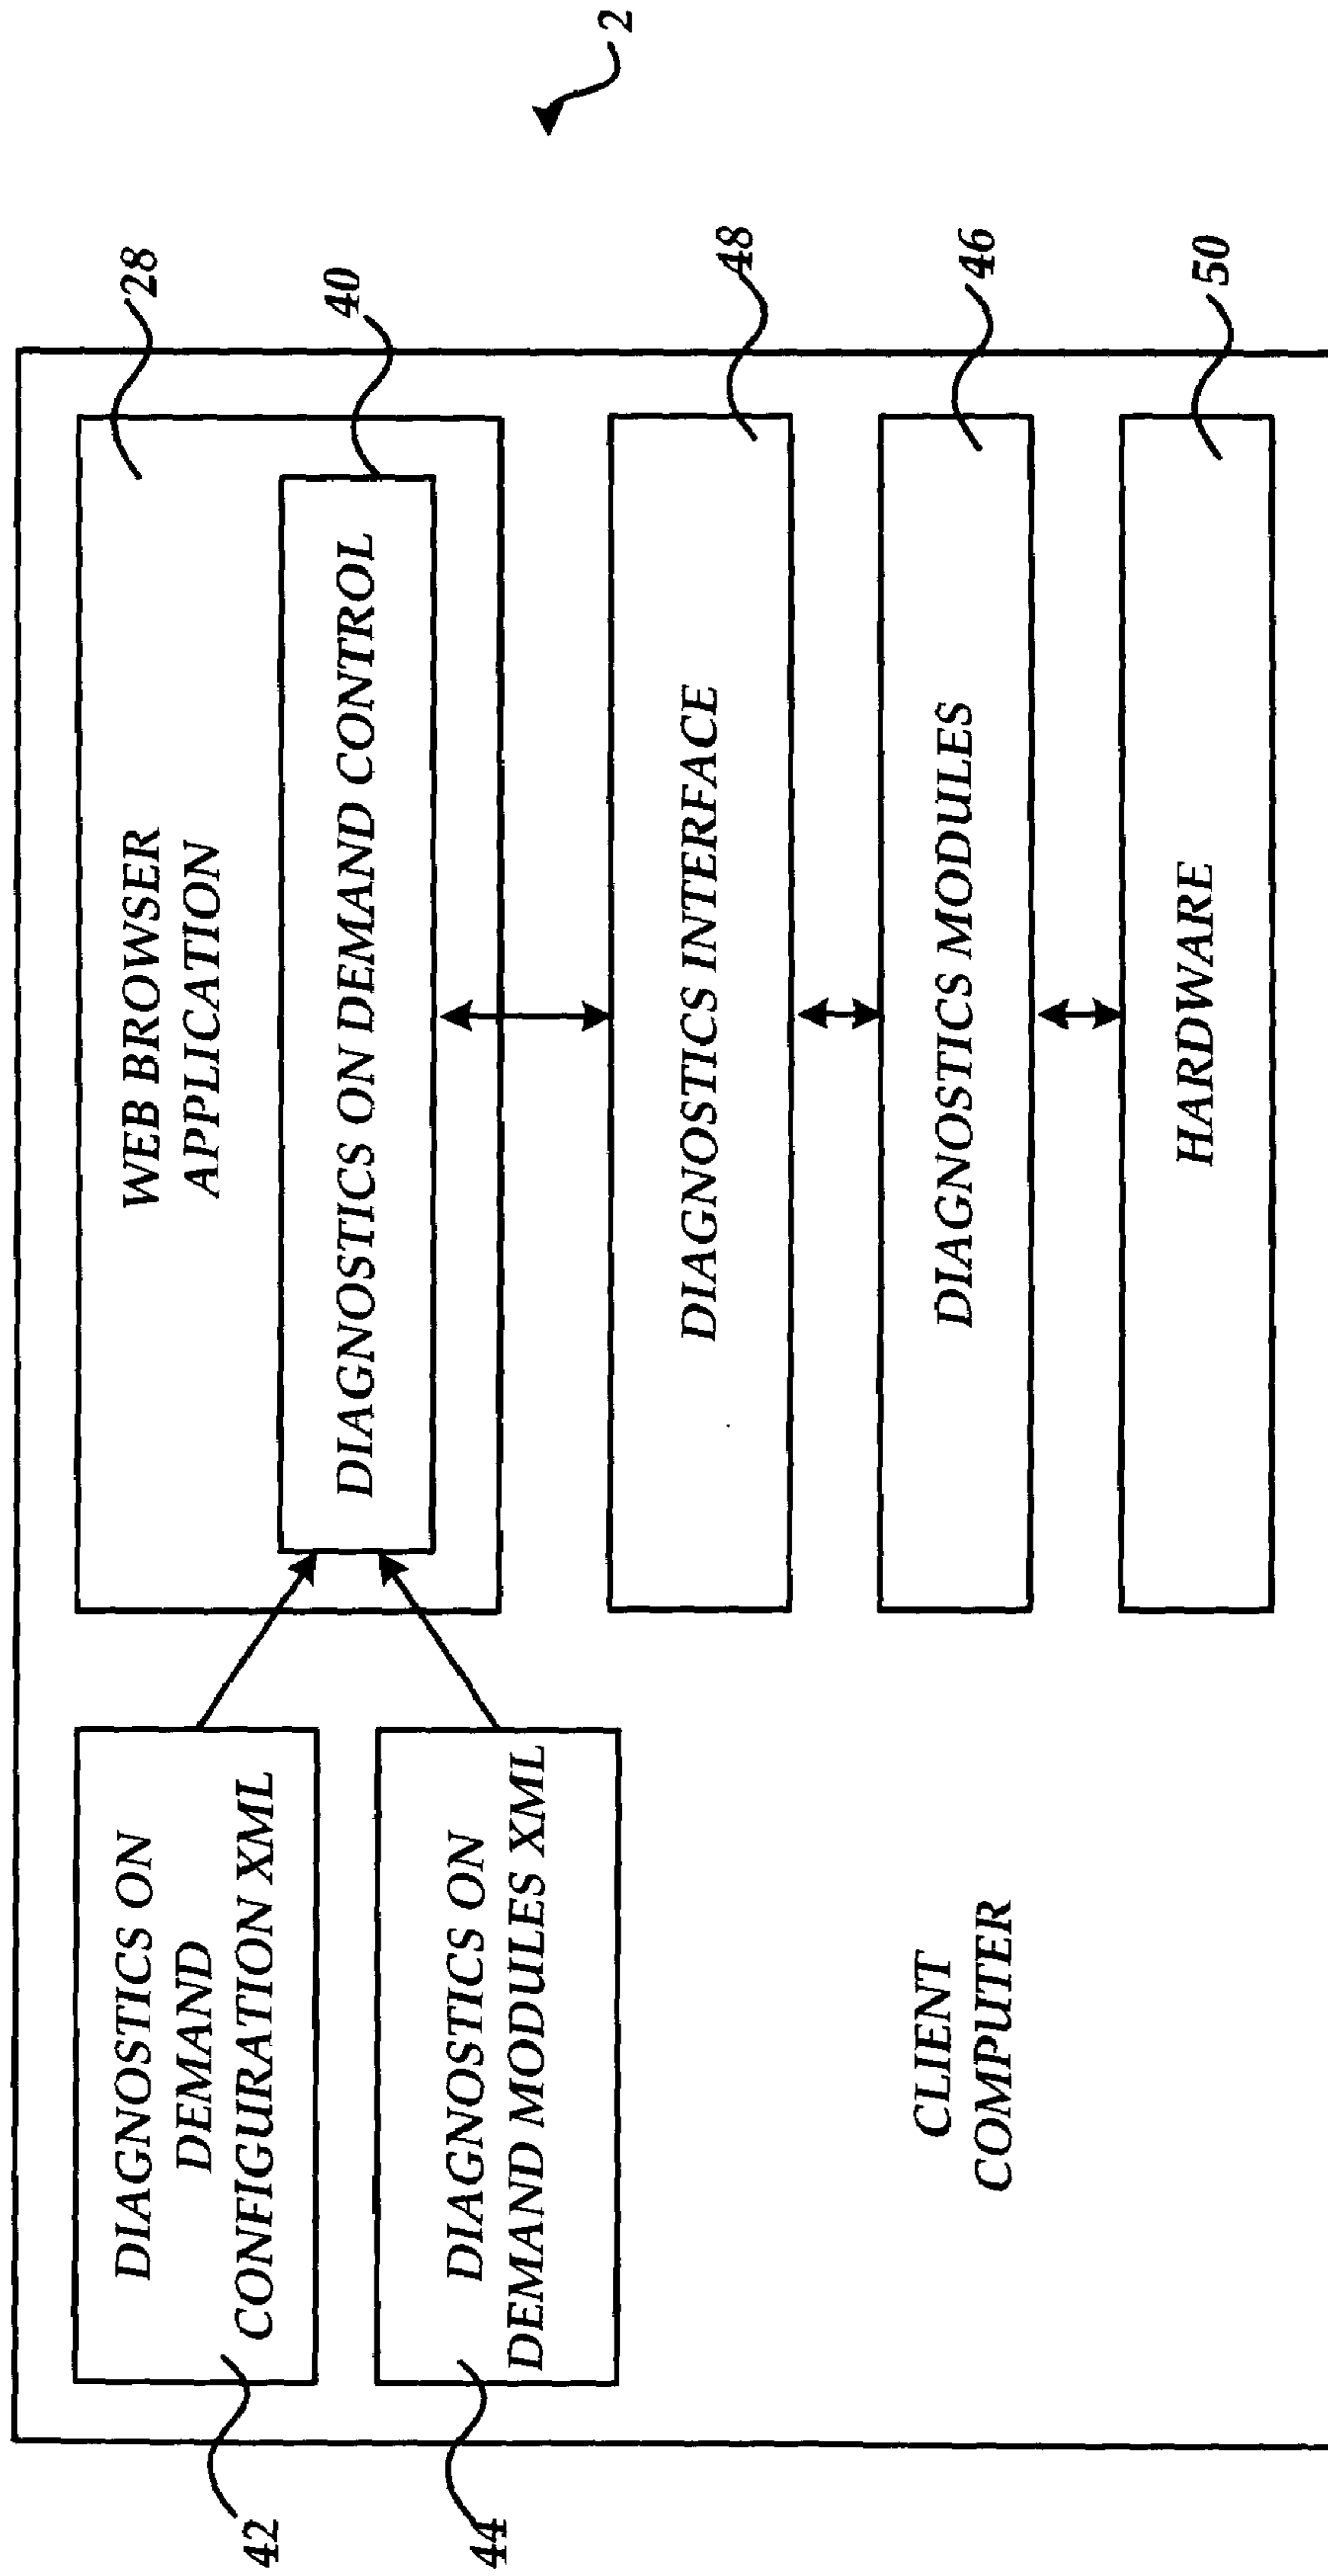 2
28
WEB BROWSER
APPLICATION
40
DIAGNOSTICS ON DEMAND CONTROL
DIAGNOSTICS ON
DEMAND
CONFIGURATION XML
42
DIAGNOSTICS ON
DEMAND MODULES XML
44
48
DIAGNOSTICS INTERFACE
46
DIAGNOSTICS MODULES
50
HARDWARE
CLIENT
COMPUTER